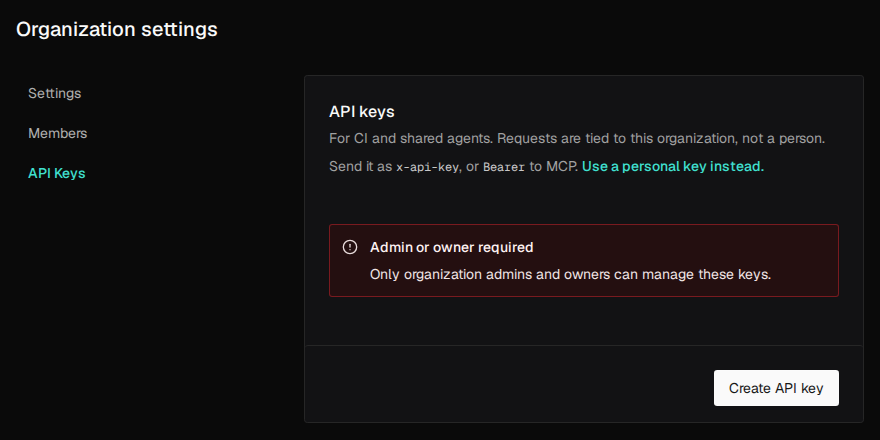 Organization settings
Settings
Members
API Keys
API keys
For CI and shared agents. Requests are tied to this organization, not a person.
Send it as x-api-key, or Bearer to MCP. Use a personal key instead.
Admin or owner required
Only organization admins and owners can manage these keys.
Create API key